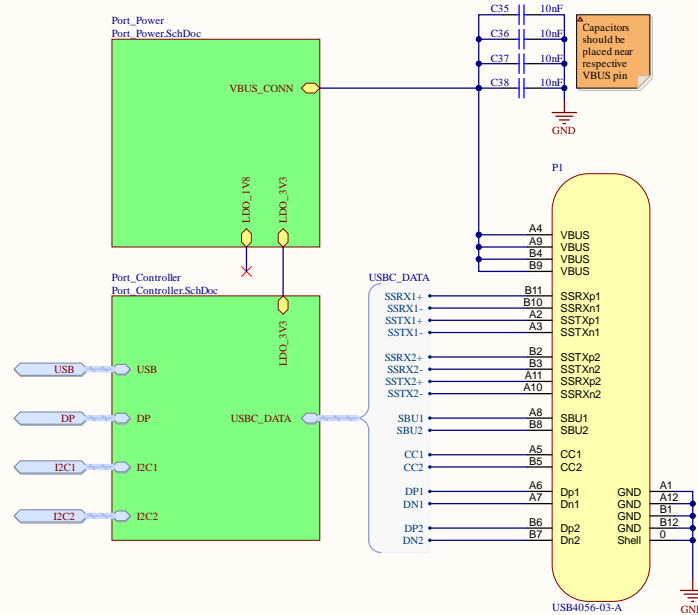 Port_Power
Port_Power.SchDoc
VBUS_CONN
LDO_1V8
LDO_3V3
C35 10nF
C36 10nF
C37 10nF
C38 10nF
GND
Capacitors
should be
placed near
respective
VBUS pin
Port_Controller
Port_Controller.SchDoc
LDO_3V3
USB USB
DP DP
I2C1 I2C1
I2C2 I2C2
USBC_DATA
USBC_DATA
SSRX1+
SSRX1-
SSTX1+
SSTX1-
SSRX2+
SSRX2-
SSTX2+
SSTX2-
SBU1
SBU2
CC1
CC2
DP1
DN1
DP2
DN2
P1
A4 VBUS
A9 VBUS
B4 VBUS
B9 VBUS
B11 SSRXp1
B10 SSRXn1
A2 SSTXp1
A3 SSTXn1
B2 SSTXp2
B3 SSTXn2
A11 SSRXp2
A10 SSRXn2
A8 SBU1
B8 SBU2
A5 CC1
B5 CC2
A6 Dp1
A7 Dn1
B6 Dp2
B7 Dn2
GND A1
GND A12
GND B1
GND B12
Shell 0
USB4056-03-A
GND